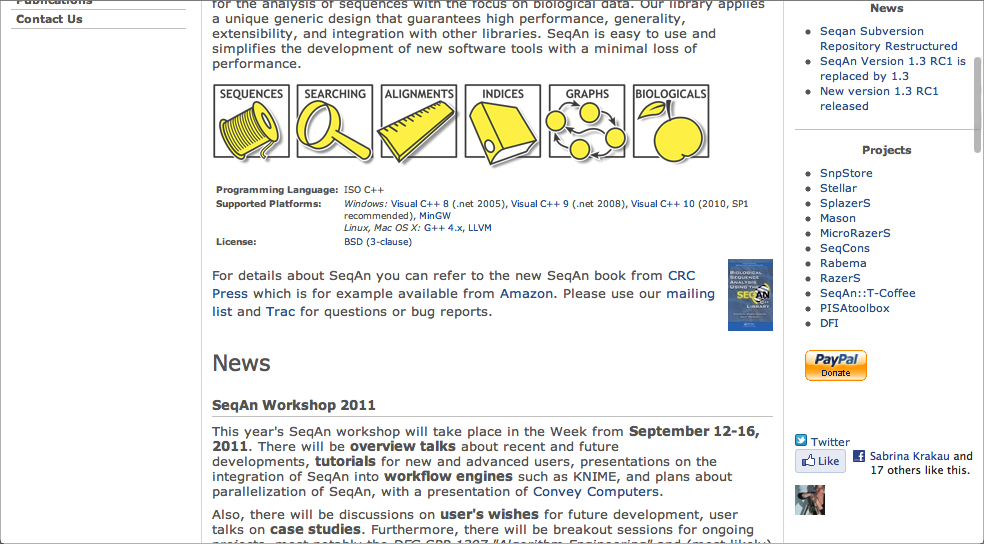 Publications
Contact Us
for the analysis of sequences with the focus on biological data. Our library applies
a unique generic design that guarantees high performance, generality,
extensibility, and integration with other libraries. SeqAn is easy to use and
simplifies the development of new software tools with a minimal loss of
performance.
SEQUENCES SEARCHING ALIGNMENTS INDICES GRAPHS BIOLOGICALS
Programming Language: ISO C++
Supported Platforms: Windows: Visual C++ 8 (.net 2005), Visual C++ 9 (.net 2008), Visual C++ 10 (2010, SP1
recommended), MinGW
Linux, Mac OS X: G++ 4.x, LLVM
License: BSD (3-clause)
For details about SeqAn you can refer to the new SeqAn book from CRC
Press which is for example available from Amazon. Please use our mailing
list and Trac for questions or bug reports.
BIOLOGICAL
SEQUENCE
ANALYSIS
USING THE
SEQAN
LIBRARY
News
SeqAn Workshop 2011
This year's SeqAn workshop will take place in the Week from September 12-16,
2011. There will be overview talks about recent and future
developments, tutorials for new and advanced users, presentations on the
integration of SeqAn into workflow engines such as KNIME, and plans about
parallelization of SeqAn, with a presentation of Convey Computers.
Also, there will be discussions on user's wishes for future development, user
talks on case studies. Furthermore, there will be breakout sessions for ongoing
projects, most notably the DFG SPP 1307 "Algorithm Engineering" and (most likely)
News
Seqan Subversion
Repository Restructured
SeqAn Version 1.3 RC1 is
replaced by 1.3
New version 1.3 RC1
released
Projects
SnpStore
Stellar
SplazerS
Mason
MicroRazerS
SeqCons
Rabema
RazerS
SeqAn::T-Coffee
PISAtoolbox
DFI
PayPal
Donate
Twitter
Like
Sabrina Krakau and
17 others like this.